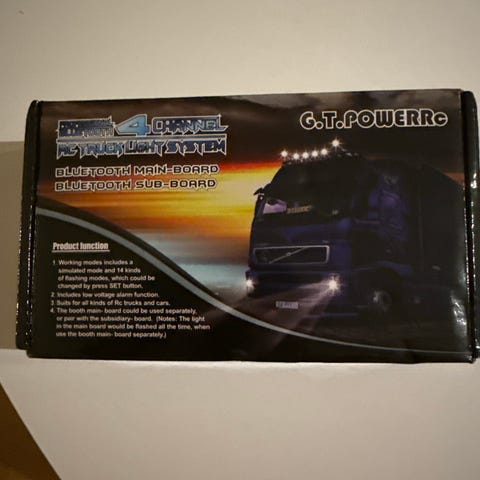 PROFESSIONAL
BLUETOOTH 4 CHANNEL
RC TRUCK LIGHT SYSTEM
G.T.POWERRC
BLUETOOTH MAIN-BOARD
BLUETOOTH SUB-BOARD
Product function
1. Working modes includes a
simulated mode and 14 kinds
of flashing modes, which could be
changed by press SET button.
2. Includes low voltage alarm function.
3. Suits for all kinds of Rc trucks and cars.
4. The booth main- board could be used separately,
or pair with the subsidiary- board. (Notes: The light
in the main board would be flashed all the time, when
use the booth main- board separately.)